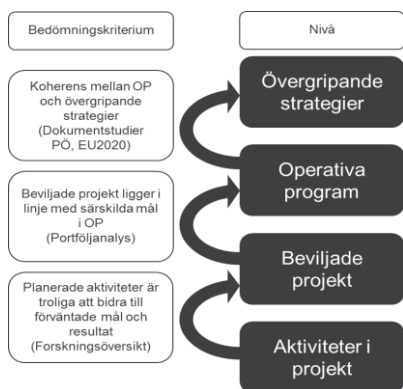 Bedömningskriterium
Nivå
Koherens mellan OP
och övergripande
strategier
(Dokumentstudier
PÖ, EU2020)
Övergripande
strategier
Operativa
program
Beviljade projekt ligger i
linje med särskilda mål
i OP
(Portföljanalys)
Beviljade
projekt
Planerade aktiviteter är
troliga att bidra till
förväntade mål och
resultat
(Forskningsöversikt)
Aktiviteter i
projekt